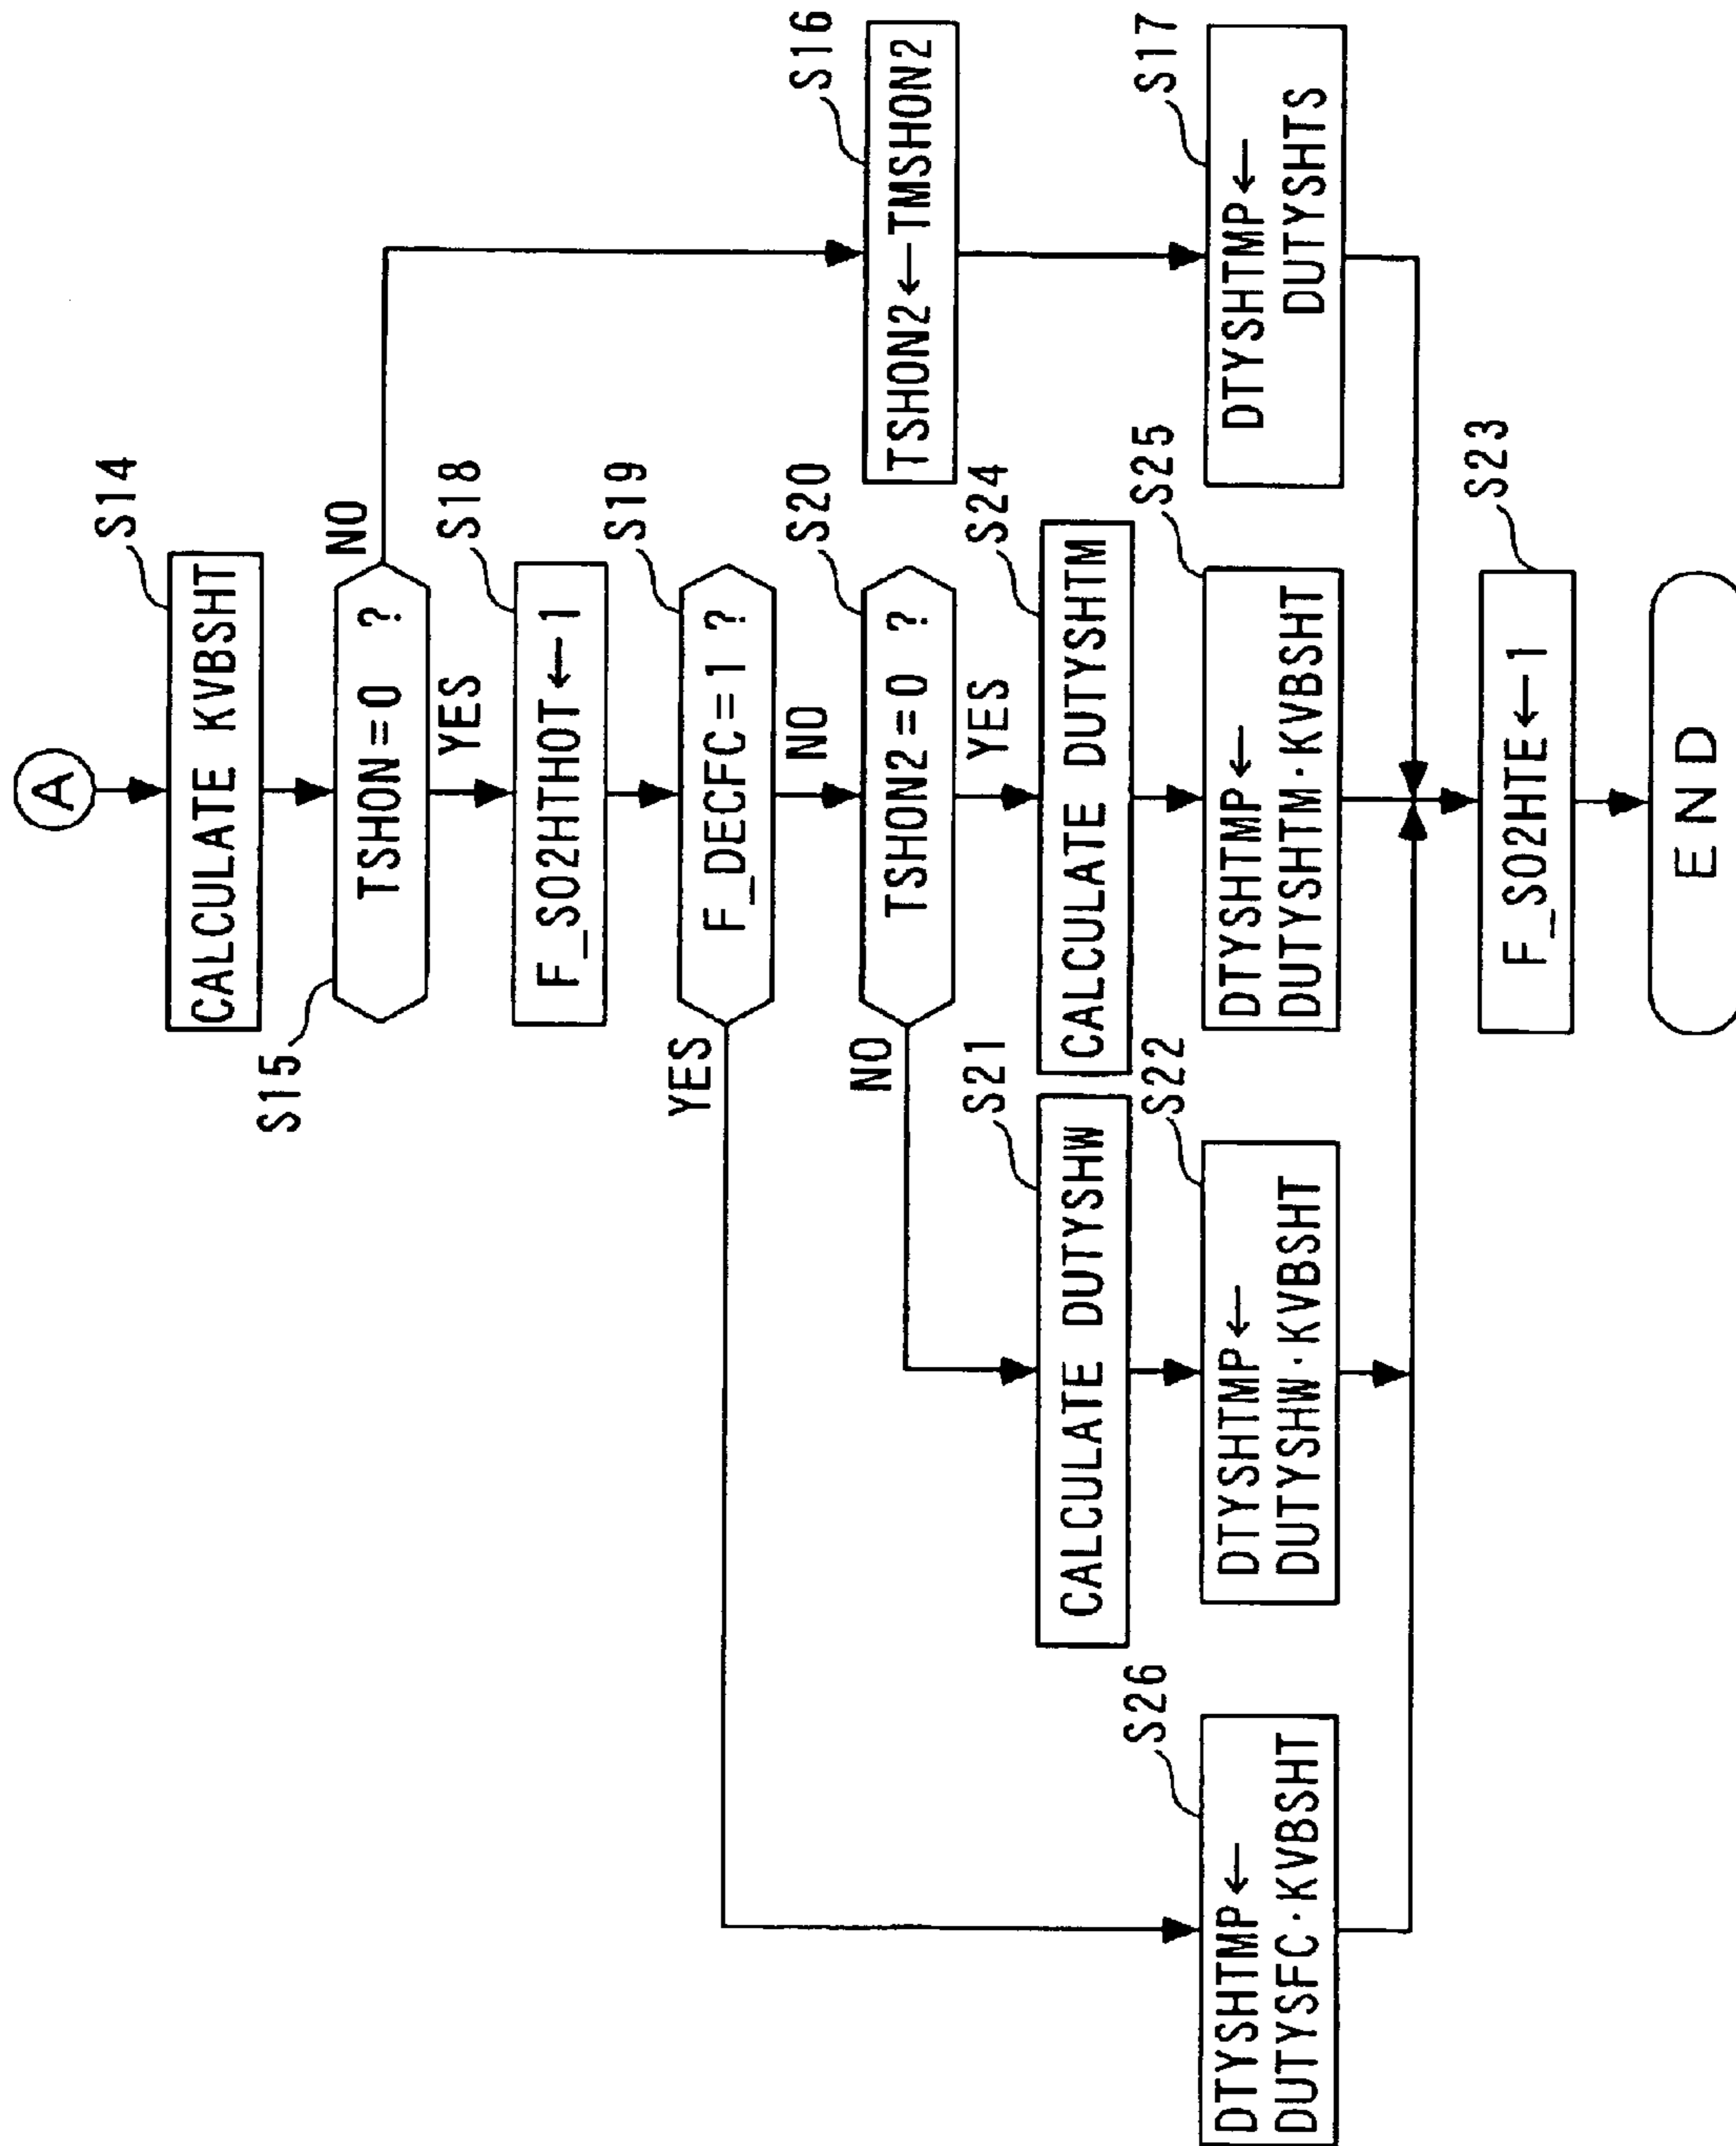 A
S14
CALCULATE KVBSHT
S15
TSHON=0 ?
NO
YES
S18
F_SO2HTHOT←1
S19
F_DECFC=1 ?
YES
NO
S16
TSHON2←TMSHON2
S20
TSHON2=0 ?
NO
YES
S21
CALCULATE DUTYSHW
S24
CALCULATE DUTYSHTM
S26
DTYSHTMP←
DUTYSFC·KVBSHT
S22
DTYSHTMP←
DUTYSHW·KVBSHT
S25
DTYSHTMP←
DUTYSHTM·KVBSHT
S17
DTYSHTMP←
DUTYSHTS
S23
F_SO2HTE←1
END